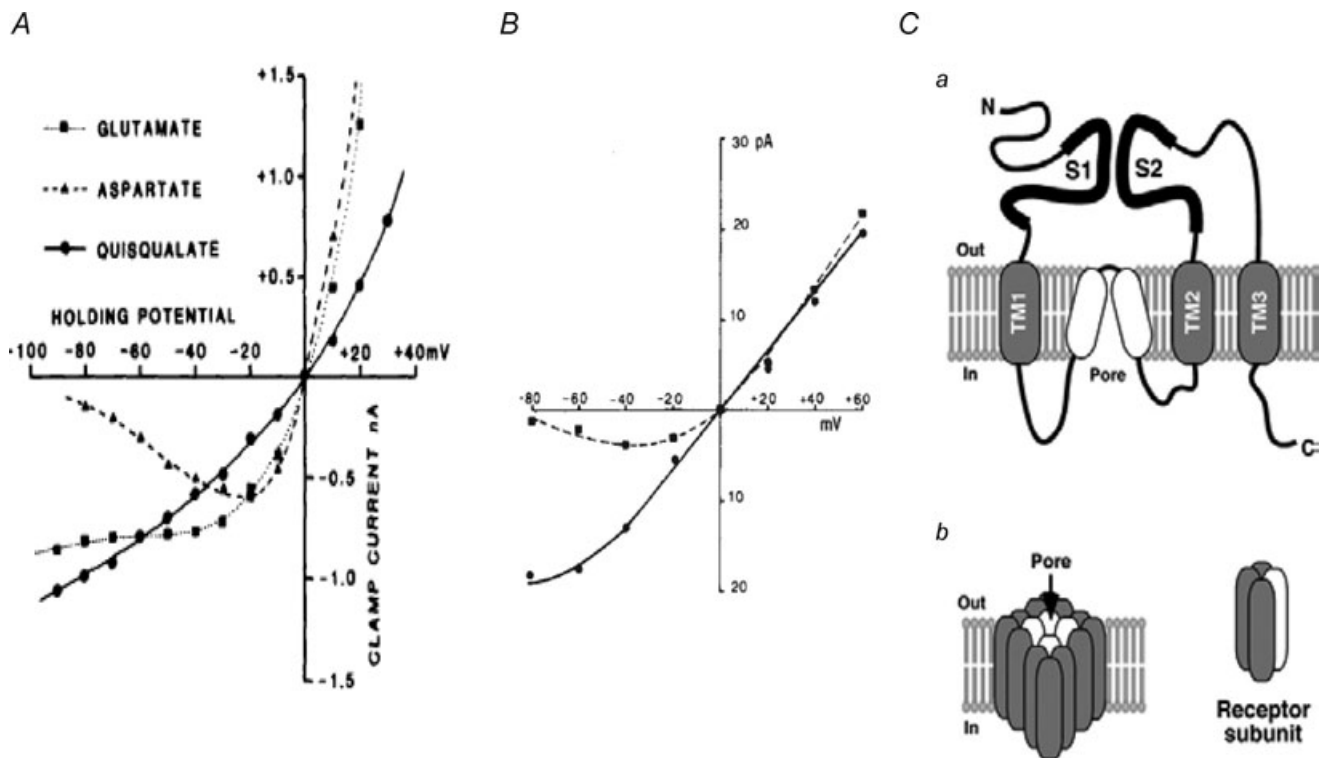 A
+1.5
GLUTAMATE
ASPARTATE
+1.0
QUISQUALATE
+0.5
HOLDING POTENTIAL
-100 -80 -60 -40 -20 +20 +40mV
-0.5
-1.0
-1.5
CLAMP CURRENT nA
B
30 pA
20
10
-80 -60 -40 -20 +20 +40 +60
mV
10
20
C
a
N
S1 S2
Out
TM1 TM2 TM3
In Pore
C
b
Pore
Out
In
Receptor
subunit